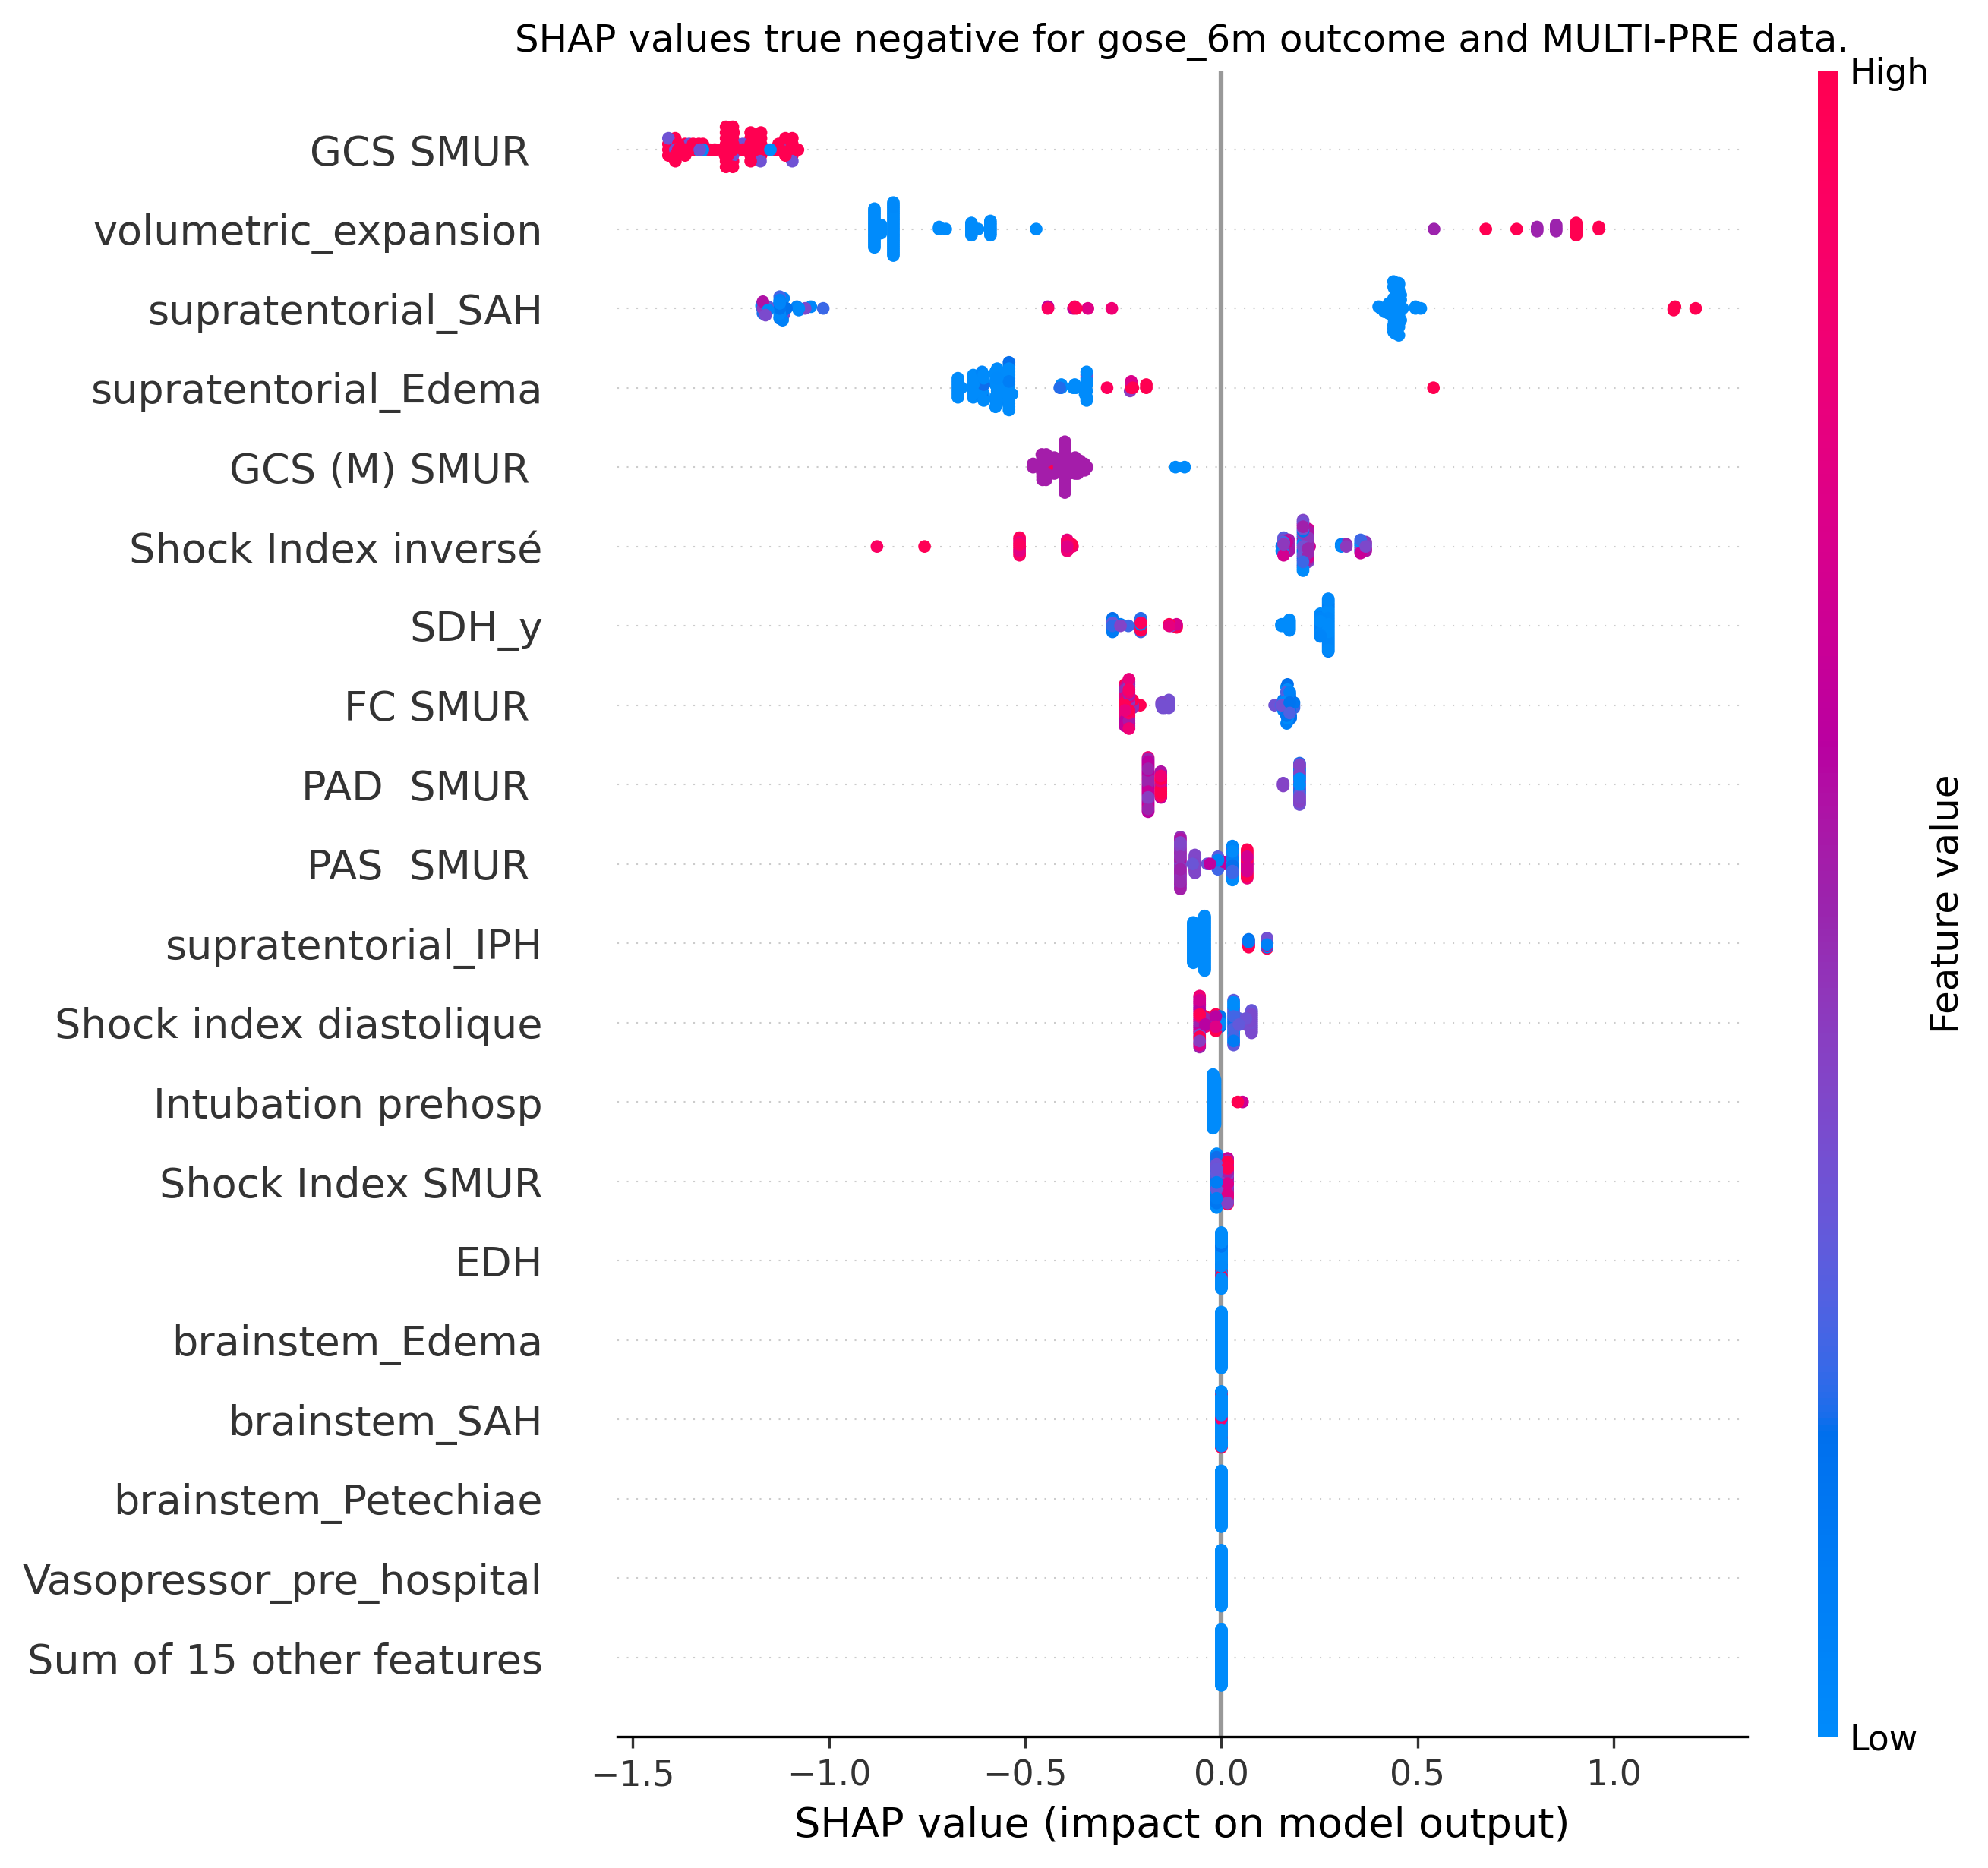 SHAP values true negative for gose_6m outcome and MULTI-PRE data.
High
GCS SMUR
volumetric_expansion
supratentorial_SAH
supratentorial_Edema
GCS (M) SMUR
Shock Index inversé
SDH_y
FC SMUR
PAD  SMUR
PAS  SMUR
supratentorial_IPH
Shock index diastolique
Intubation prehosp
Shock Index SMUR
EDH
brainstem_Edema
brainstem_SAH
brainstem_Petechiae
Vasopressor_pre_hospital
Sum of 15 other features
Feature value
Low
−1.5 −1.0 −0.5 0.0 0.5 1.0
SHAP value (impact on model output)